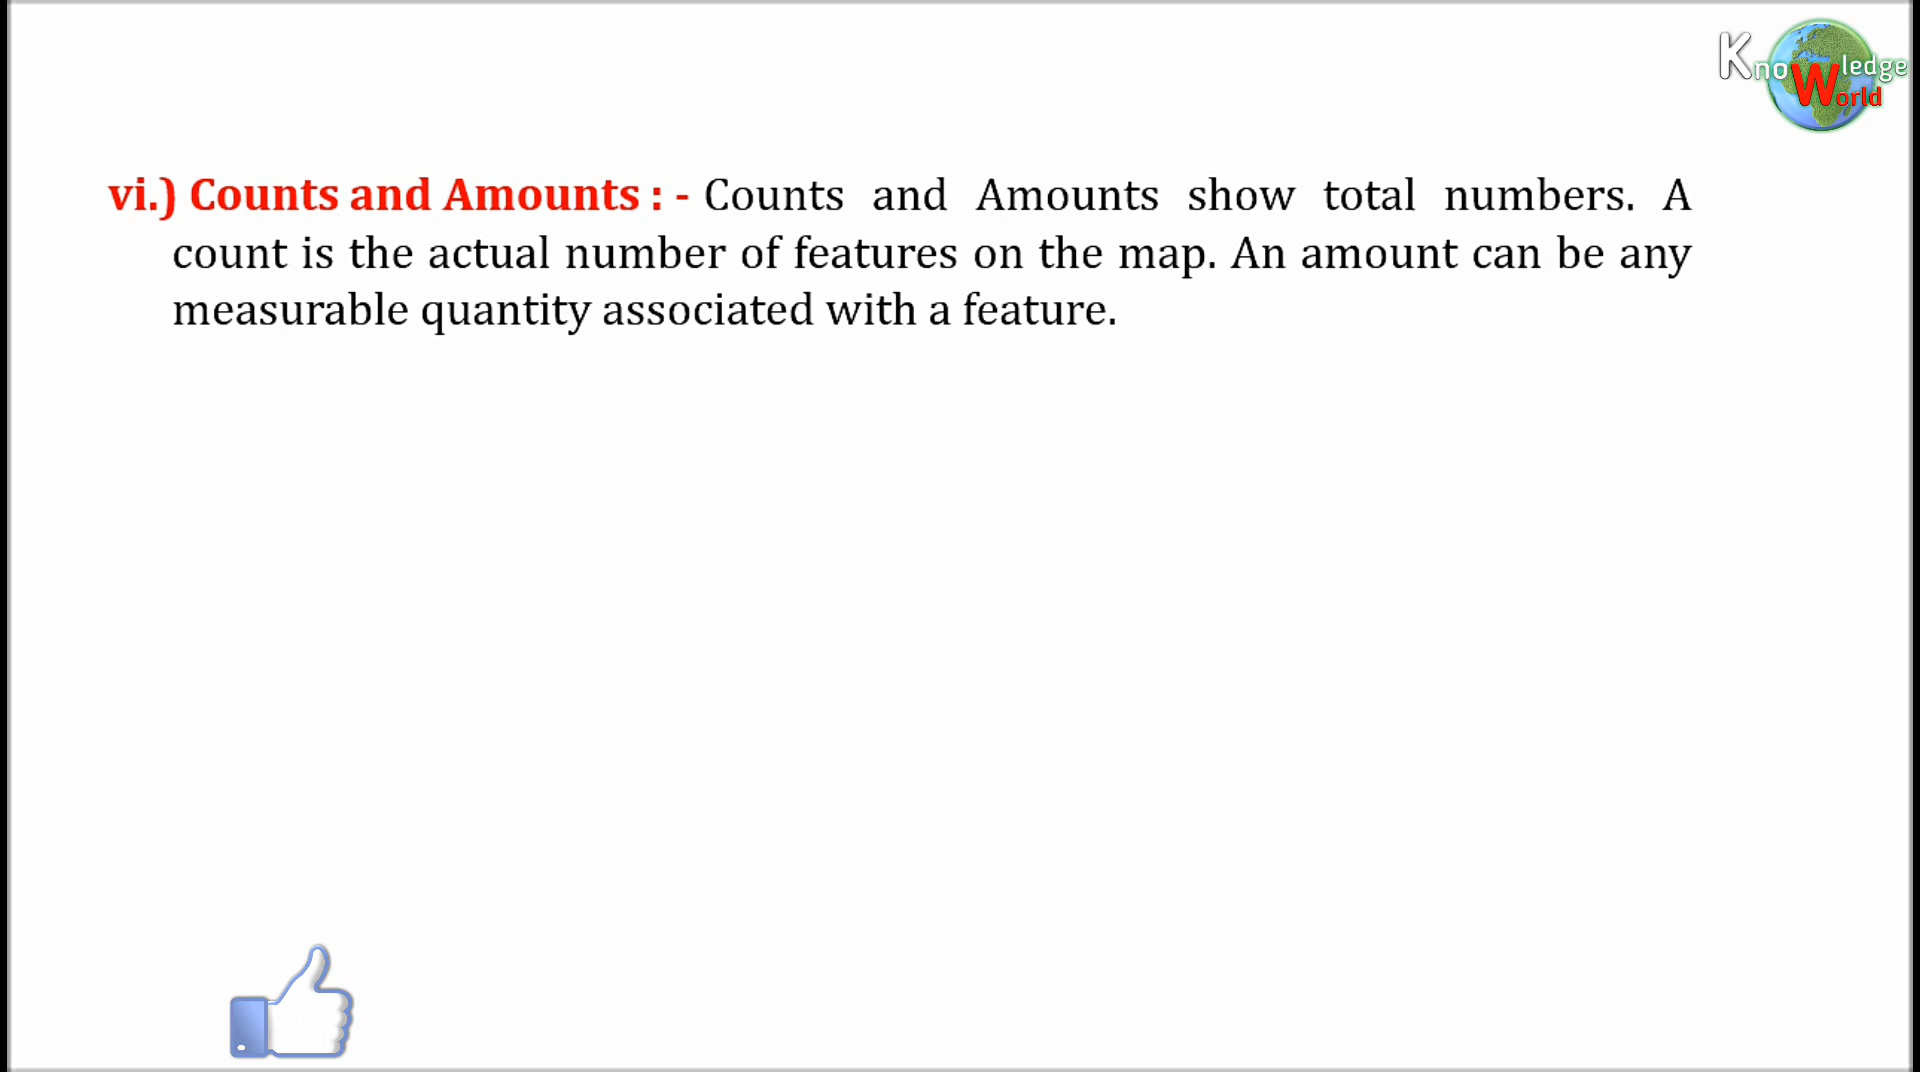 Knowledge
World
vi.) Counts and Amounts : - Counts and Amounts show total numbers. A
count is the actual number of features on the map. An amount can be any
measurable quantity associated with a feature.